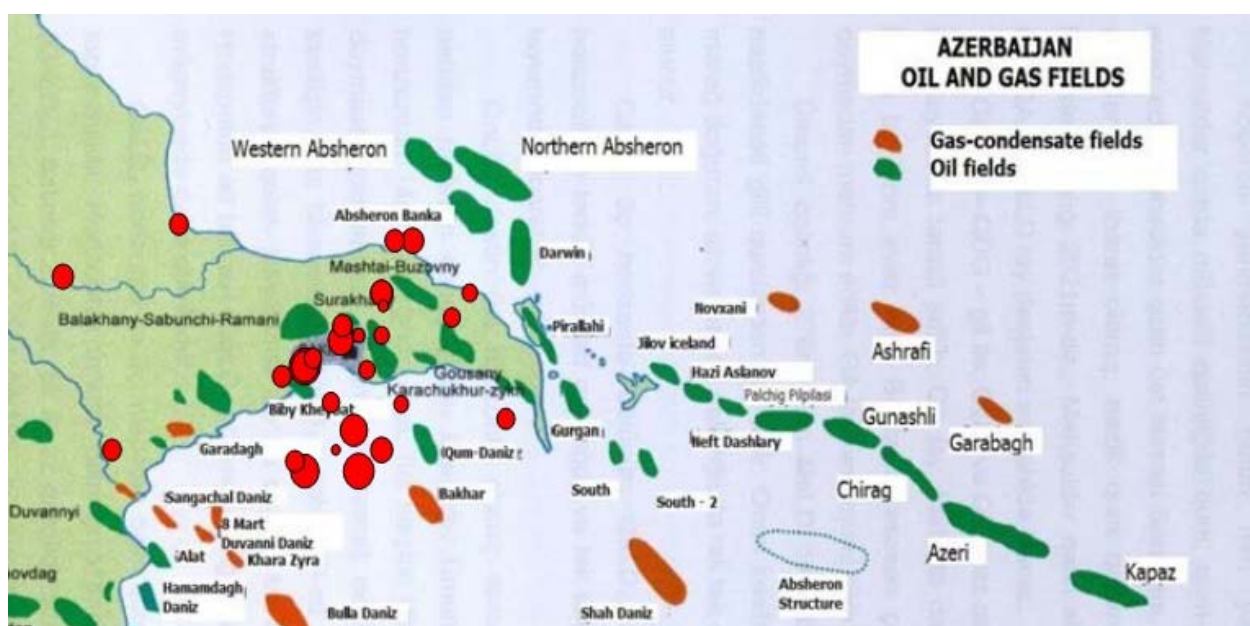 AZERBAIJAN
OIL AND GAS FIELDS
Gas-condensate fields
Oil fields
Western Absheron
Northern Absheron
Absheron Banka
Darwin
Mashtai-Buzovny
Balakhany-Sabunchi-Ramani
Pirallahi
Novxani
Ashrafi
Jilov iceland
Hazi Aslanov
Gousany
Karachukhur-zykh
Palchig Pilpilasi
Gunashli
Garabagh
Garadagh
Qum-Daniz
Gurgan
Neft Dashlary
Chirag
South
South - 2
Bakhar
Sangachal Daniz
8 Mart
Duvannyi
Duvanni Daniz
Alat
Khara Zyra
Azeri
Kapaz
Hamamdagh
Daniz
Bulla Daniz
Shah Daniz
Absheron
Structure